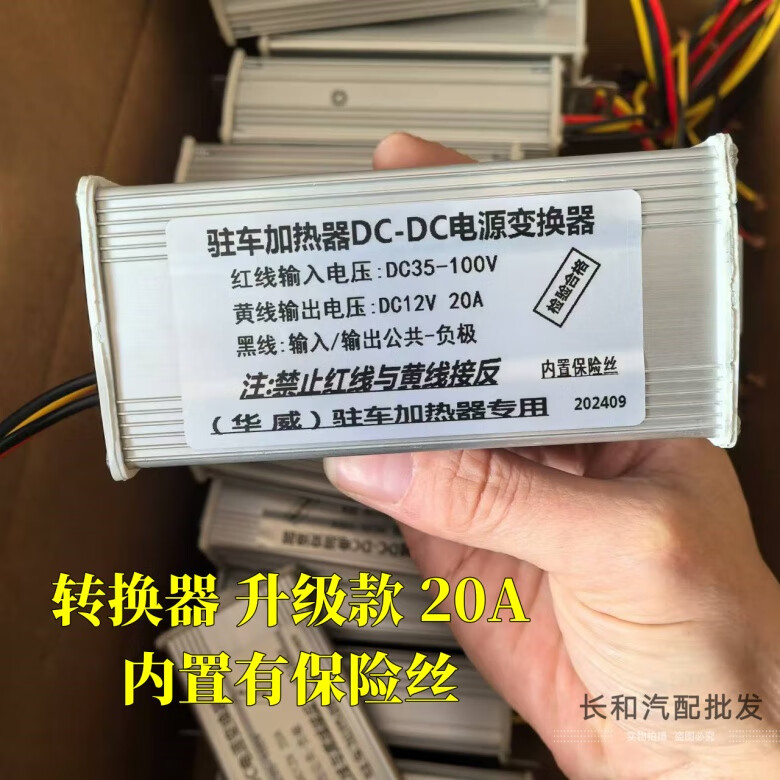 驻车加热器DC-DC电源变换器
红线输入电压:DC35-100V
黄线输出电压:DC12V 20A
黑线:输入/输出公共-负极
检验合格
注:禁止红线与黄线接反
内置保险丝
（华威）驻车加热器专用
202409
转换器 升级款 20A
内置有保险丝
长和汽配批发